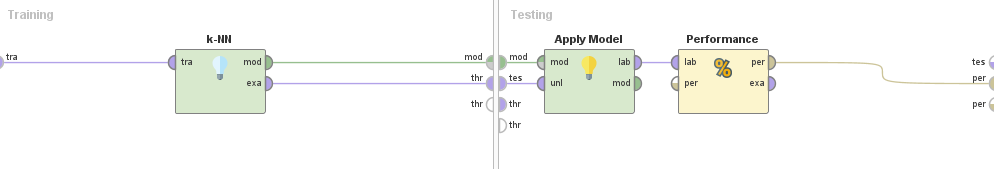 Training
Testing
k-NN
Apply Model
Performance
tra
tra
mod
exa
mod
thr
thr
mod
tes
thr
thr
mod
unl
lab
mod
lab
per
per
exa
tes
per
per